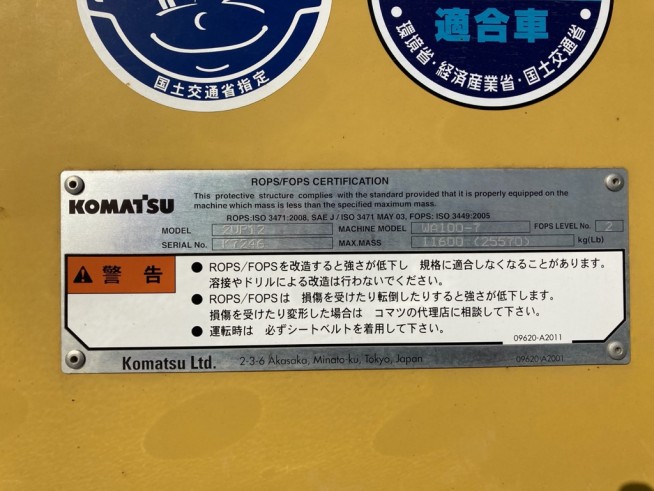 国土交通省指定
適合車
・環境省・経済産業省・国土交通省・
ROPS/FOPS CERTIFICATION
This protective structure complies with the standard provided that it is properly equipped on the
machine which mass is less than the specified maximum mass.
KOMATSU
ROPS:ISO 3471:2008, SAE J / ISO 3471 MAY 03, FOPS: ISO 3449:2005
MODEL 2UP12 MACHINE MODEL WA100-7 FOPS LEVEL No. 2
SERIAL No. K7246 MAX.MASS 11600 (25570) kg(Lb)
警告
● ROPS/FOPSを改造すると強さが低下し 規格に適合しなくなることがあります。
溶接やドリルによる改造は行わないでください。
● ROPS/FOPSは 損傷を受けたり転倒したりすると強さが低下します。
損傷を受けたり変形した場合は コマツの代理店に相談して下さい。
● 運転時は 必ずシートベルトを着用して下さい。
09620-A2011
Komatsu Ltd. 2-3-6 Akasaka, Minato-ku, Tokyo, Japan 09620-A2001